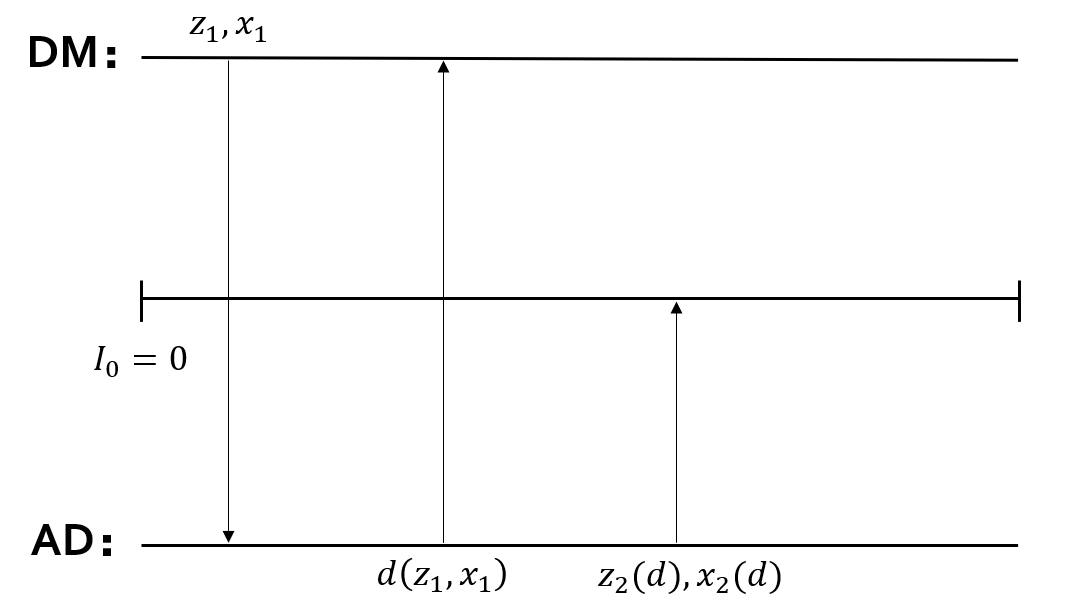 z₁, x₁
DM:
I₀ = 0
AD:
d(z₁, x₁)
z₂(d), x₂(d)